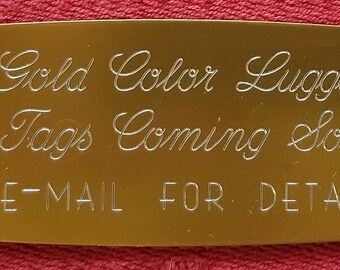 Gold Color Lugg
Tags Coming So
E-MAIL FOR DETA